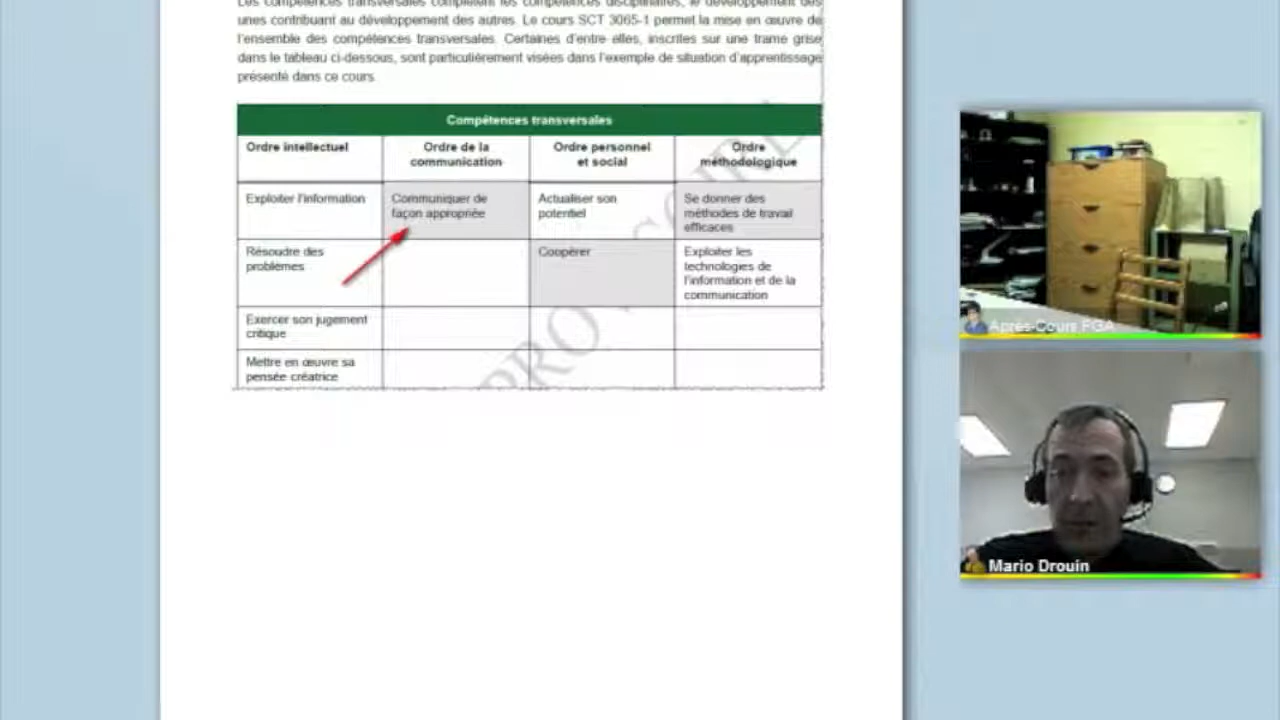 Les compétences transversales complètent les compétences disciplinaires, le développement des
unes contribuant au développement des autres. Le cours SCT 3065-1 permet la mise en œuvre de
l'ensemble des compétences transversales. Certaines d'entre elles, inscrites sur une trame grise
dans le tableau ci-dessous, sont particulièrement visées dans l'exemple de situation d'apprentissage
présenté dans ce cours.
Compétences transversales
Ordre intellectuel
Ordre de la
communication
Ordre personnel
et social
Ordre
méthodologique
Exploiter l'information
Communiquer de
façon appropriée
Actualiser son
potentiel
Se donner des
méthodes de travail
efficaces
Résoudre des
problèmes
Coopérer
Exploiter les
technologies de
l'information et de la
communication
Exercer son jugement
critique
Mettre en œuvre sa
pensée créatrice
PROVISOIRE
Après-Cours FGA
Mario Drouin